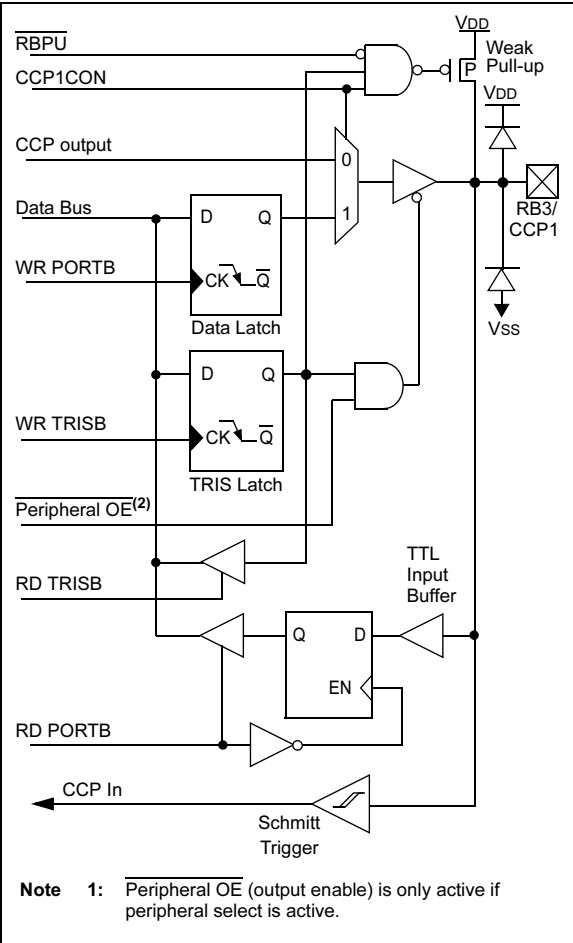 VDD
RBPU
Weak
Pull-up
P
CCP1CON
VDD
CCP output
0
RB3/
CCP1
Data Bus
D Q
1
WR PORTB
CK Q
VSS
Data Latch
D Q
WR TRISB
CK Q
TRIS Latch
Peripheral OE(2)
TTL
Input
Buffer
RD TRISB
Q D
EN
RD PORTB
CCP In
Schmitt
Trigger
Note 1: Peripheral OE (output enable) is only active if
peripheral select is active.